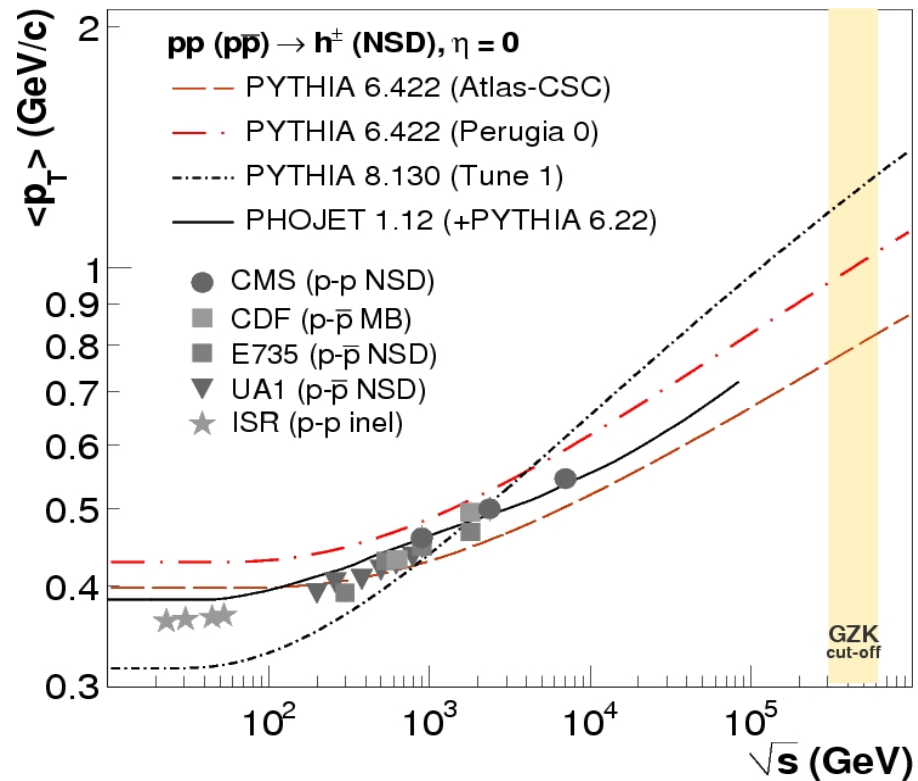 pp (pp̅) → h± (NSD), η = 0
PYTHIA 6.422 (Atlas-CSC)
PYTHIA 6.422 (Perugia 0)
PYTHIA 8.130 (Tune 1)
PHOJET 1.12 (+PYTHIA 6.22)
CMS (p-p NSD)
CDF (p-p̅ MB)
E735 (p-p̅ NSD)
UA1 (p-p̅ NSD)
ISR (p-p inel)
<p_T> (GeV/c)
2
1
0.9
0.8
0.7
0.6
0.5
0.4
0.3
GZK
cut-off
10² 10³ 10⁴ 10⁵
√s (GeV)